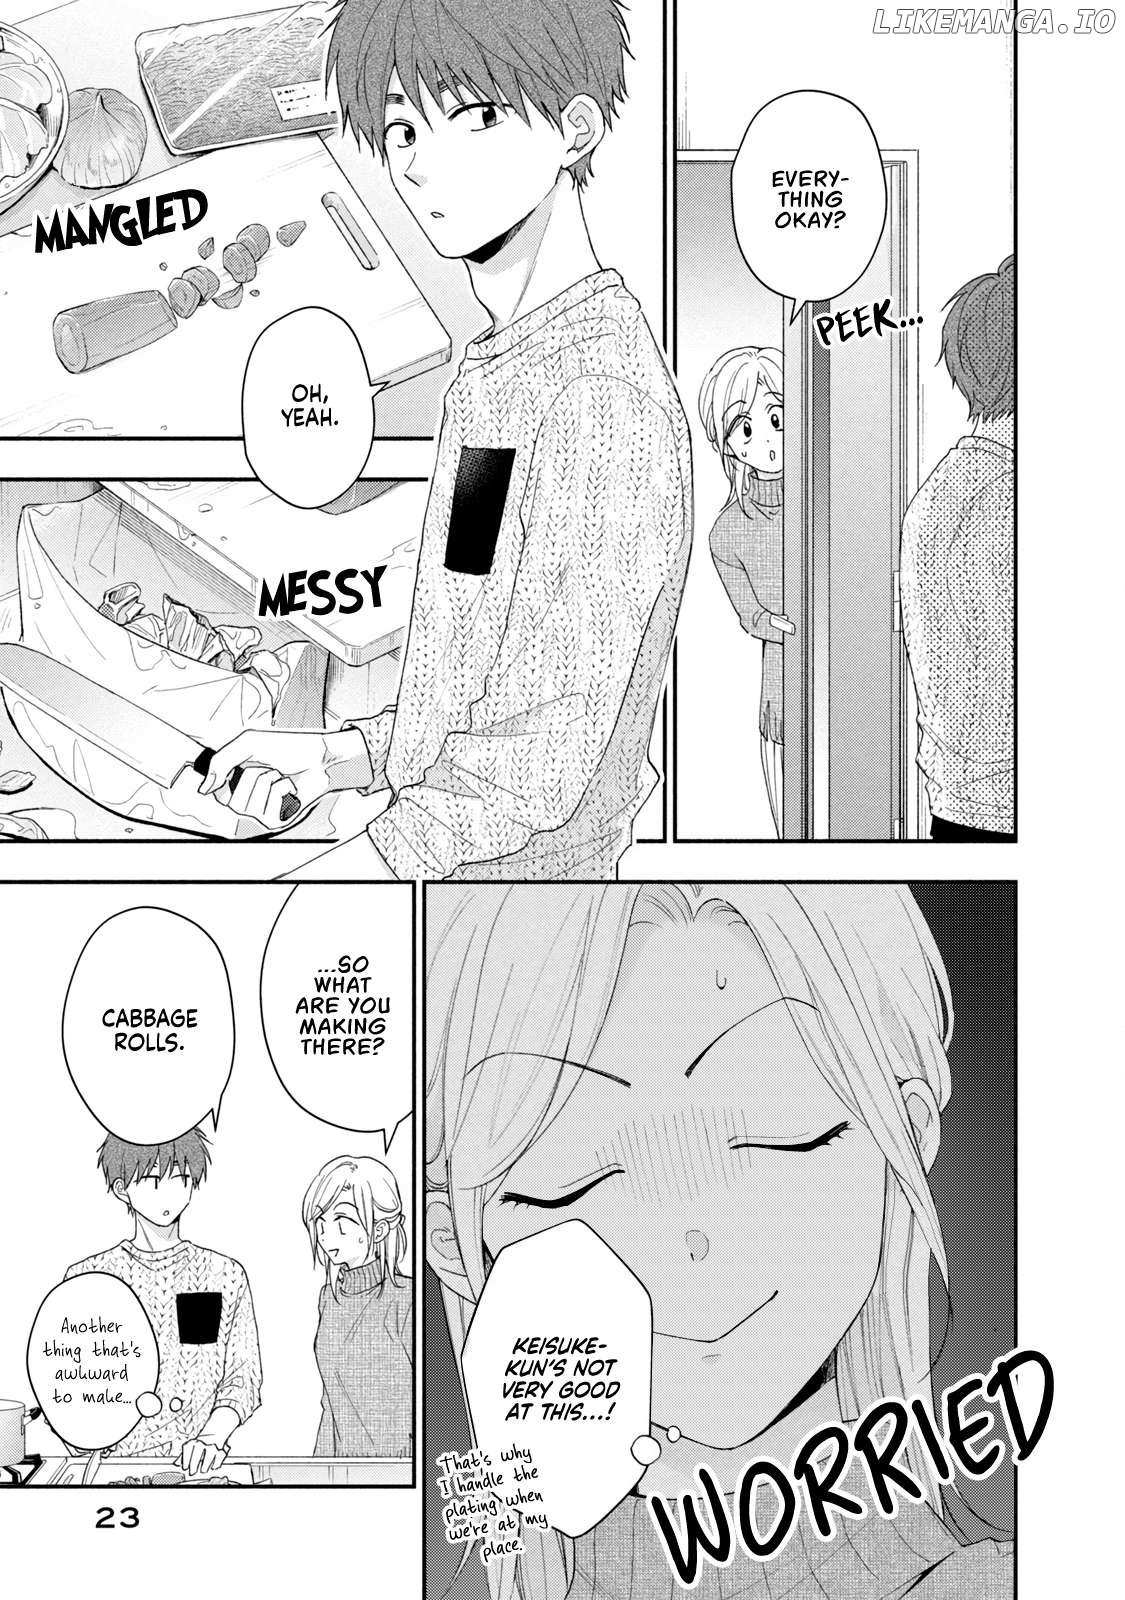 LIKEMANGA.IO
EVERY-
THING
OKAY?
PEEK...
MANGLED
OH,
YEAH.
MESSY
...SO
WHAT
ARE YOU
MAKING
THERE?
CABBAGE
ROLLS.
Another
thing that's
awkward
to make...
KEISUKE-
KUN'S NOT
VERY GOOD
AT THIS...!
That's why
I handle the
plating when
we're at my
place.
WORRIED
23